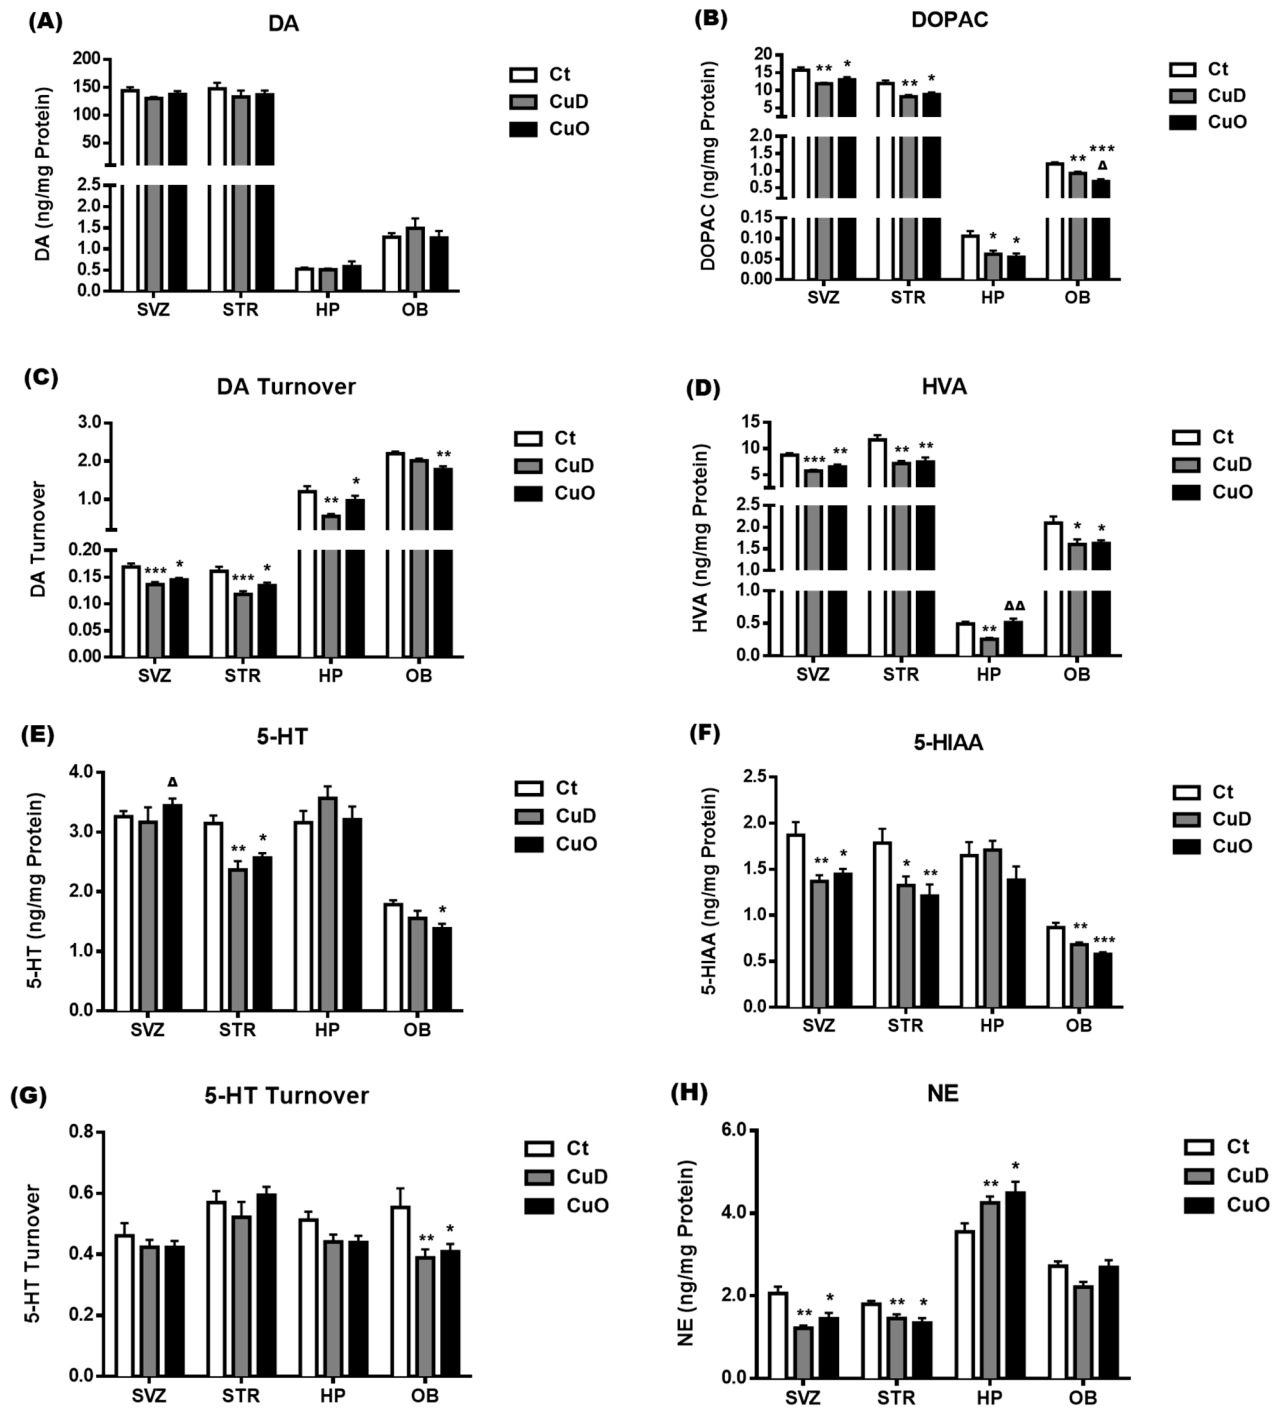 (A)
DA
DA (ng/mg Protein)
200
150
100
50
2.5
2.0
1.5
1.0
0.5
0.0
SVZ STR HP OB
Ct
CuD
CuO
(B)
DOPAC
DOPAC (ng/mg Protein)
20
15
10
5
2.0
1.5
1.0
0.5
0.15
0.10
0.05
0.00
** * ** * * * ** *** Δ
SVZ STR HP OB
Ct
CuD
CuO
(C)
DA Turnover
DA Turnover
3.0
2.0
1.0
0.20
0.15
0.10
0.05
0.00
*** * *** * ** * **
SVZ STR HP OB
Ct
CuD
CuO
(D)
HVA
HVA (ng/mg Protein)
15
10
5
2.5
2.0
1.5
1.0
1.0
0.5
0.0
*** ** ** ** ** ΔΔ * *
SVZ STR HP OB
Ct
CuD
CuO
(E)
5-HT
5-HT (ng/mg Protein)
4.0
3.0
2.0
1.0
0.0
Δ ** * *
SVZ STR HP OB
Ct
CuD
CuO
(F)
5-HIAA
5-HIAA (ng/mg Protein)
2.5
2.0
1.5
1.0
0.5
0.0
** * * ** ** ***
SVZ STR HP OB
Ct
CuD
CuO
(G)
5-HT Turnover
5-HT Turnover
0.8
0.6
0.4
0.2
0.0
** *
SVZ STR HP OB
Ct
CuD
CuO
(H)
NE
NE (ng/mg Protein)
6.0
4.0
2.0
0.0
** * ** * ** *
SVZ STR HP OB
Ct
CuD
CuO